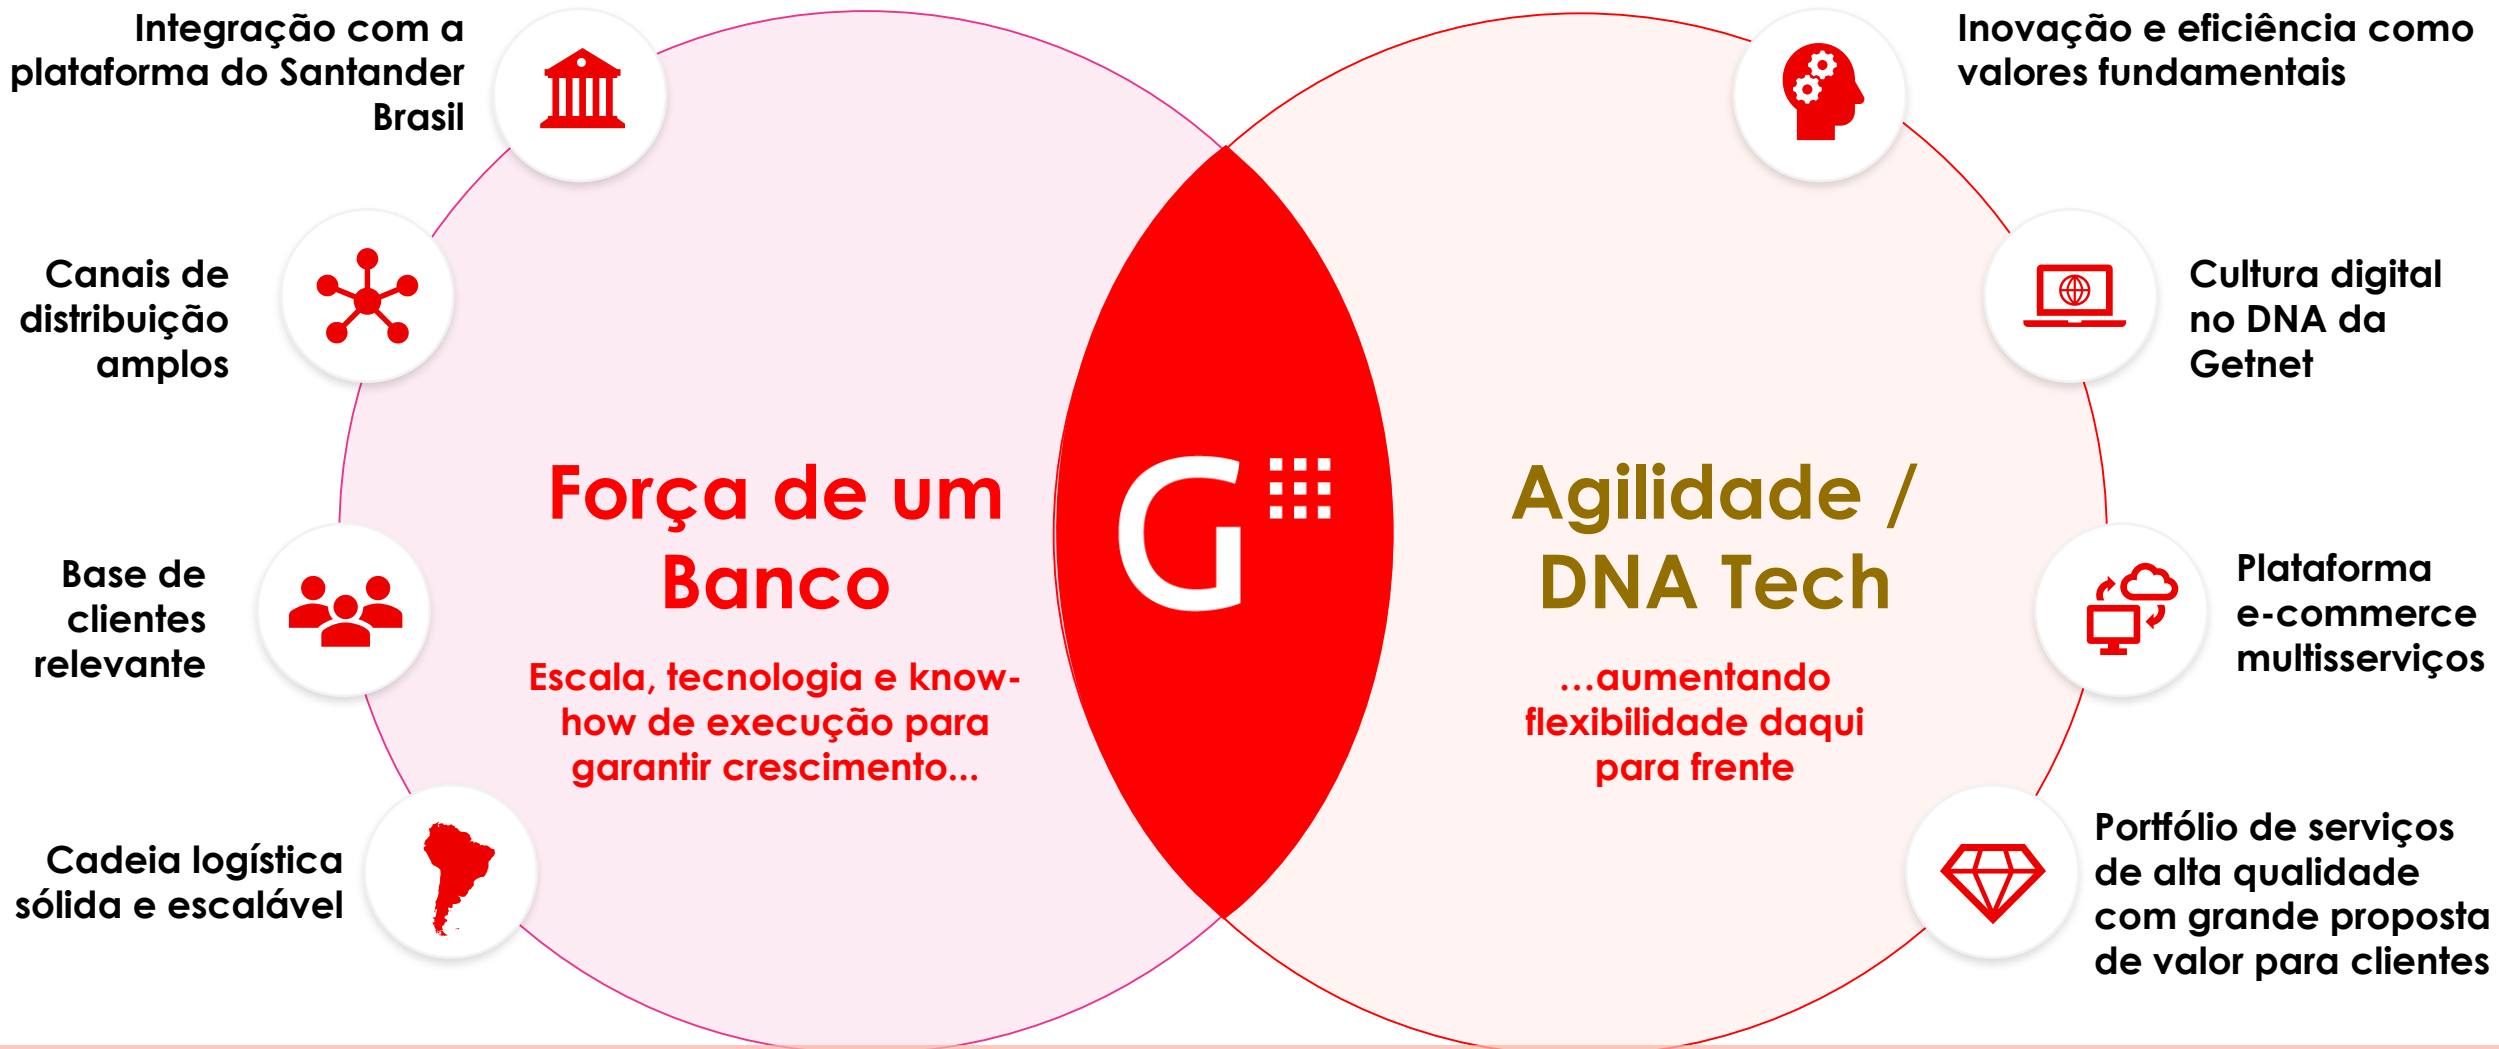 Integração com a
plataforma do Santander
Brasil
Canais de
distribuição
amplos
Base de
clientes
relevante
Cadeia logística
sólida e escalável
Força de um
Banco
Escala, tecnologia e know-
how de execução para
garantir crescimento...
G
Agilidade /
DNA Tech
...aumentando
flexibilidade daqui
para frente
Inovação e eficiência como
valores fundamentais
Cultura digital
no DNA da
Getnet
Plataforma
e-commerce
multisserviços
Portfólio de serviços
de alta qualidade
com grande proposta
de valor para clientes